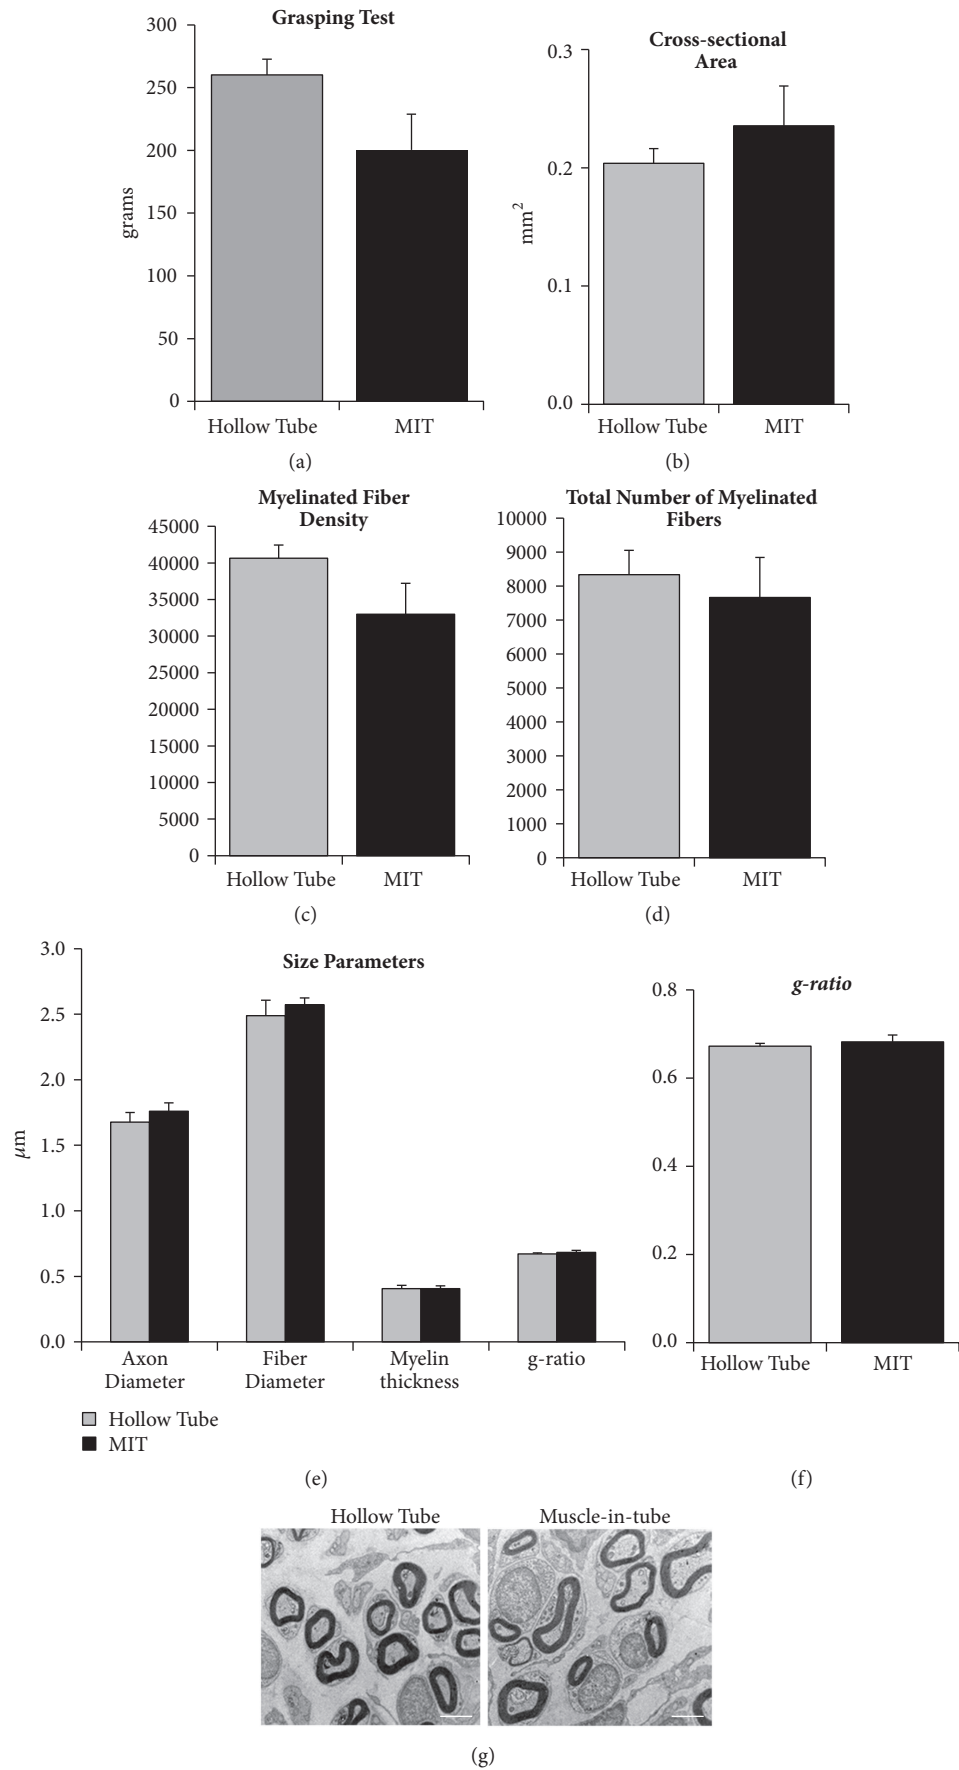 Grasping Test
300
250
200
150
100
50
0
grams
Hollow Tube MIT
(a)
Cross-sectional
Area
0.3
0.2
0.1
0.0
mm²
Hollow Tube MIT
(b)
Myelinated Fiber
Density
45000
40000
35000
30000
25000
20000
15000
10000
5000
0
Hollow Tube MIT
(c)
Total Number of Myelinated
Fibers
10000
9000
8000
7000
6000
5000
4000
3000
2000
1000
0
Hollow Tube MIT
(d)
Size Parameters
3.0
2.5
2.0
1.5
1.0
0.5
0.0
μm
Axon
Diameter
Fiber
Diameter
Myelin
thickness
g-ratio
Hollow Tube
MIT
(e)
g-ratio
0.8
0.6
0.4
0.2
0.0
Hollow Tube MIT
(f)
Hollow Tube Muscle-in-tube
(g)